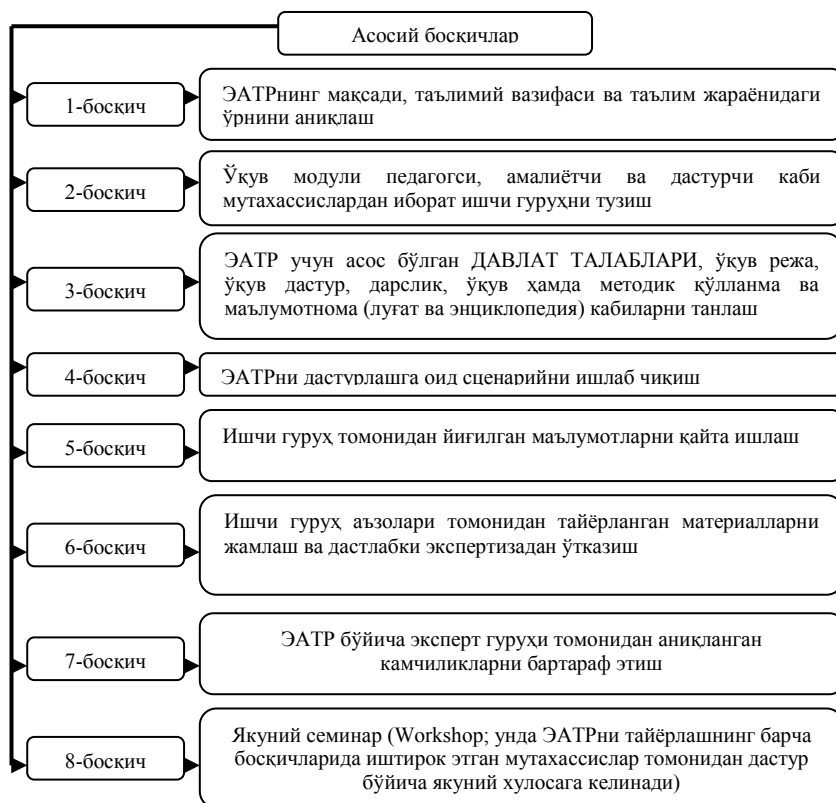 Асосий босқичлар
1-босқич
ЭАТРнинг мақсади, таълимий вазифаси ва таълим жараёнидаги
ўрнини аниқлаш
2-босқич
Ўқув модули педагогси, амалиётчи ва дастурчи каби
мутахассислардан иборат ишчи гуруҳни тузиш
3-босқич
ЭАТР учун асос бўлган ДАВЛАТ ТАЛАБЛАРИ, ўқув режа,
ўқув дастур, дарслик, ўқув ҳамда методик қўлланма ва
маълумотнома (луғат ва энциклопедия) кабиларни танлаш
4-босқич
ЭАТРни дастурлашга оид сценарийни ишлаб чиқиш
5-босқич
Ишчи гуруҳ томонидан йиғилган маълумотларни қайта ишлаш
6-босқич
Ишчи гуруҳ аъзолари томонидан тайёрланган материалларни
жамлаш ва дастлабки экспертизадан ўтказиш
7-босқич
ЭАТР бўйича эксперт гуруҳи томонидан аниқланган
камчиликларни бартараф этиш
8-босқич
Якуний семинар (Workshop; унда ЭАТРни тайёрлашнинг барча
босқичларида иштирок этган мутахассислар томонидан дастур
бўйича якуний хулосага келинади)